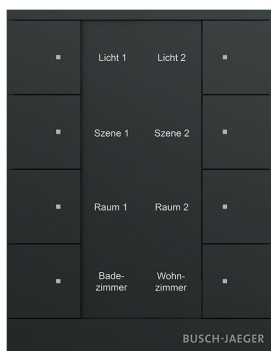 Licht 1 Licht 2
Szene 1 Szene 2
Raum 1 Raum 2
Bade-
zimmer
Wohn-
zimmer
BUSCH-JAEGER